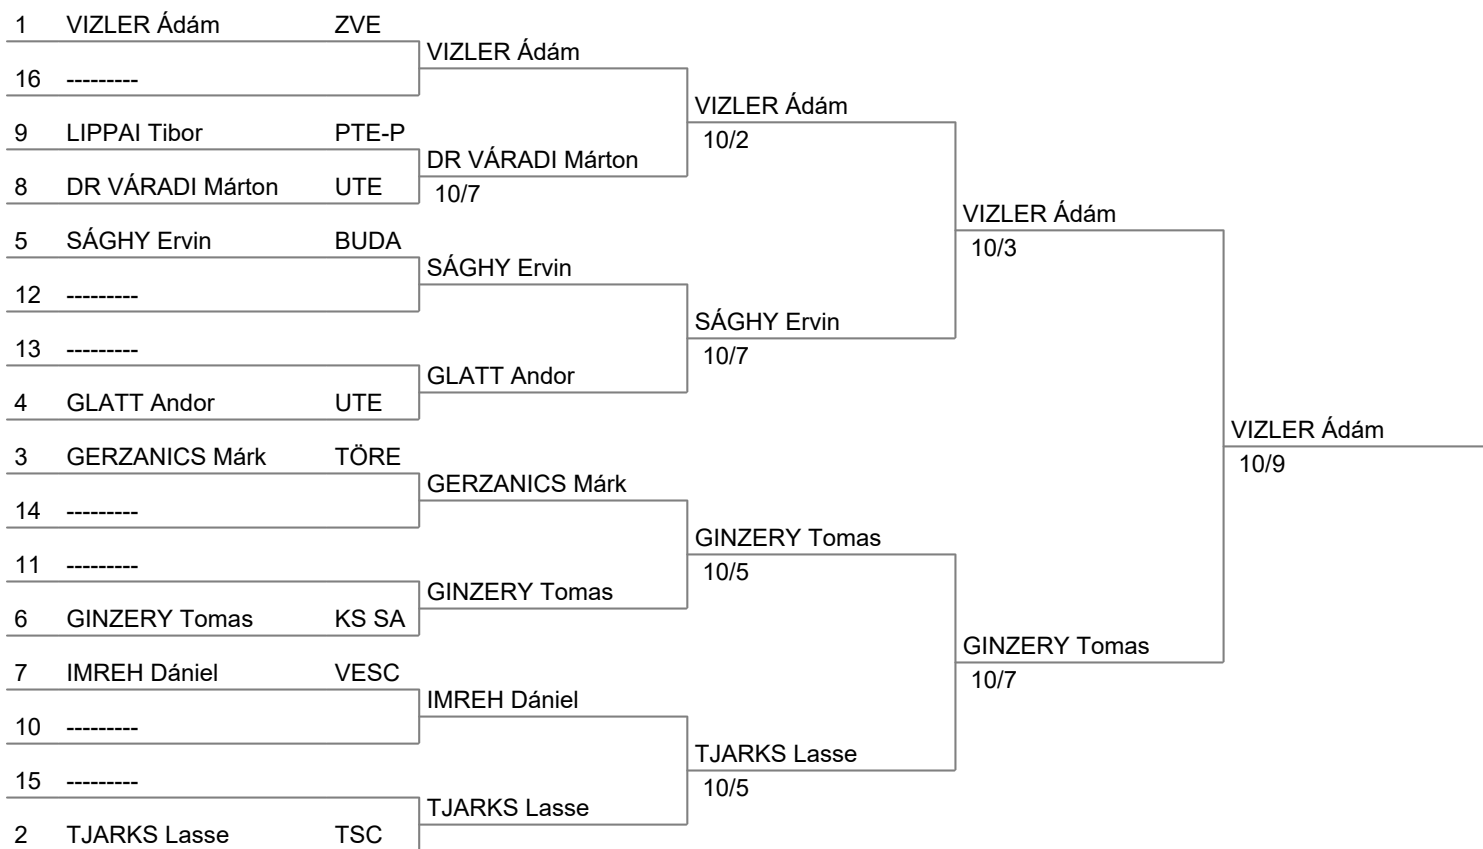 1 VIZLER Ádám ZVE
VIZLER Ádám
16 ---------
VIZLER Ádám
10/2
9 LIPPAI Tibor PTE-P
DR VÁRADI Márton
10/7
8 DR VÁRADI Márton UTE
VIZLER Ádám
10/3
5 SÁGHY Ervin BUDA
SÁGHY Ervin
12 ---------
SÁGHY Ervin
10/7
13 ---------
GLATT Andor
4 GLATT Andor UTE
VIZLER Ádám
10/9
3 GERZANICS Márk TÖRE
GERZANICS Márk
14 ---------
GINZERY Tomas
10/5
11 ---------
GINZERY Tomas
6 GINZERY Tomas KS SA
GINZERY Tomas
10/7
7 IMREH Dániel VESC
IMREH Dániel
10 ---------
TJARKS Lasse
10/5
15 ---------
TJARKS Lasse
2 TJARKS Lasse TSC